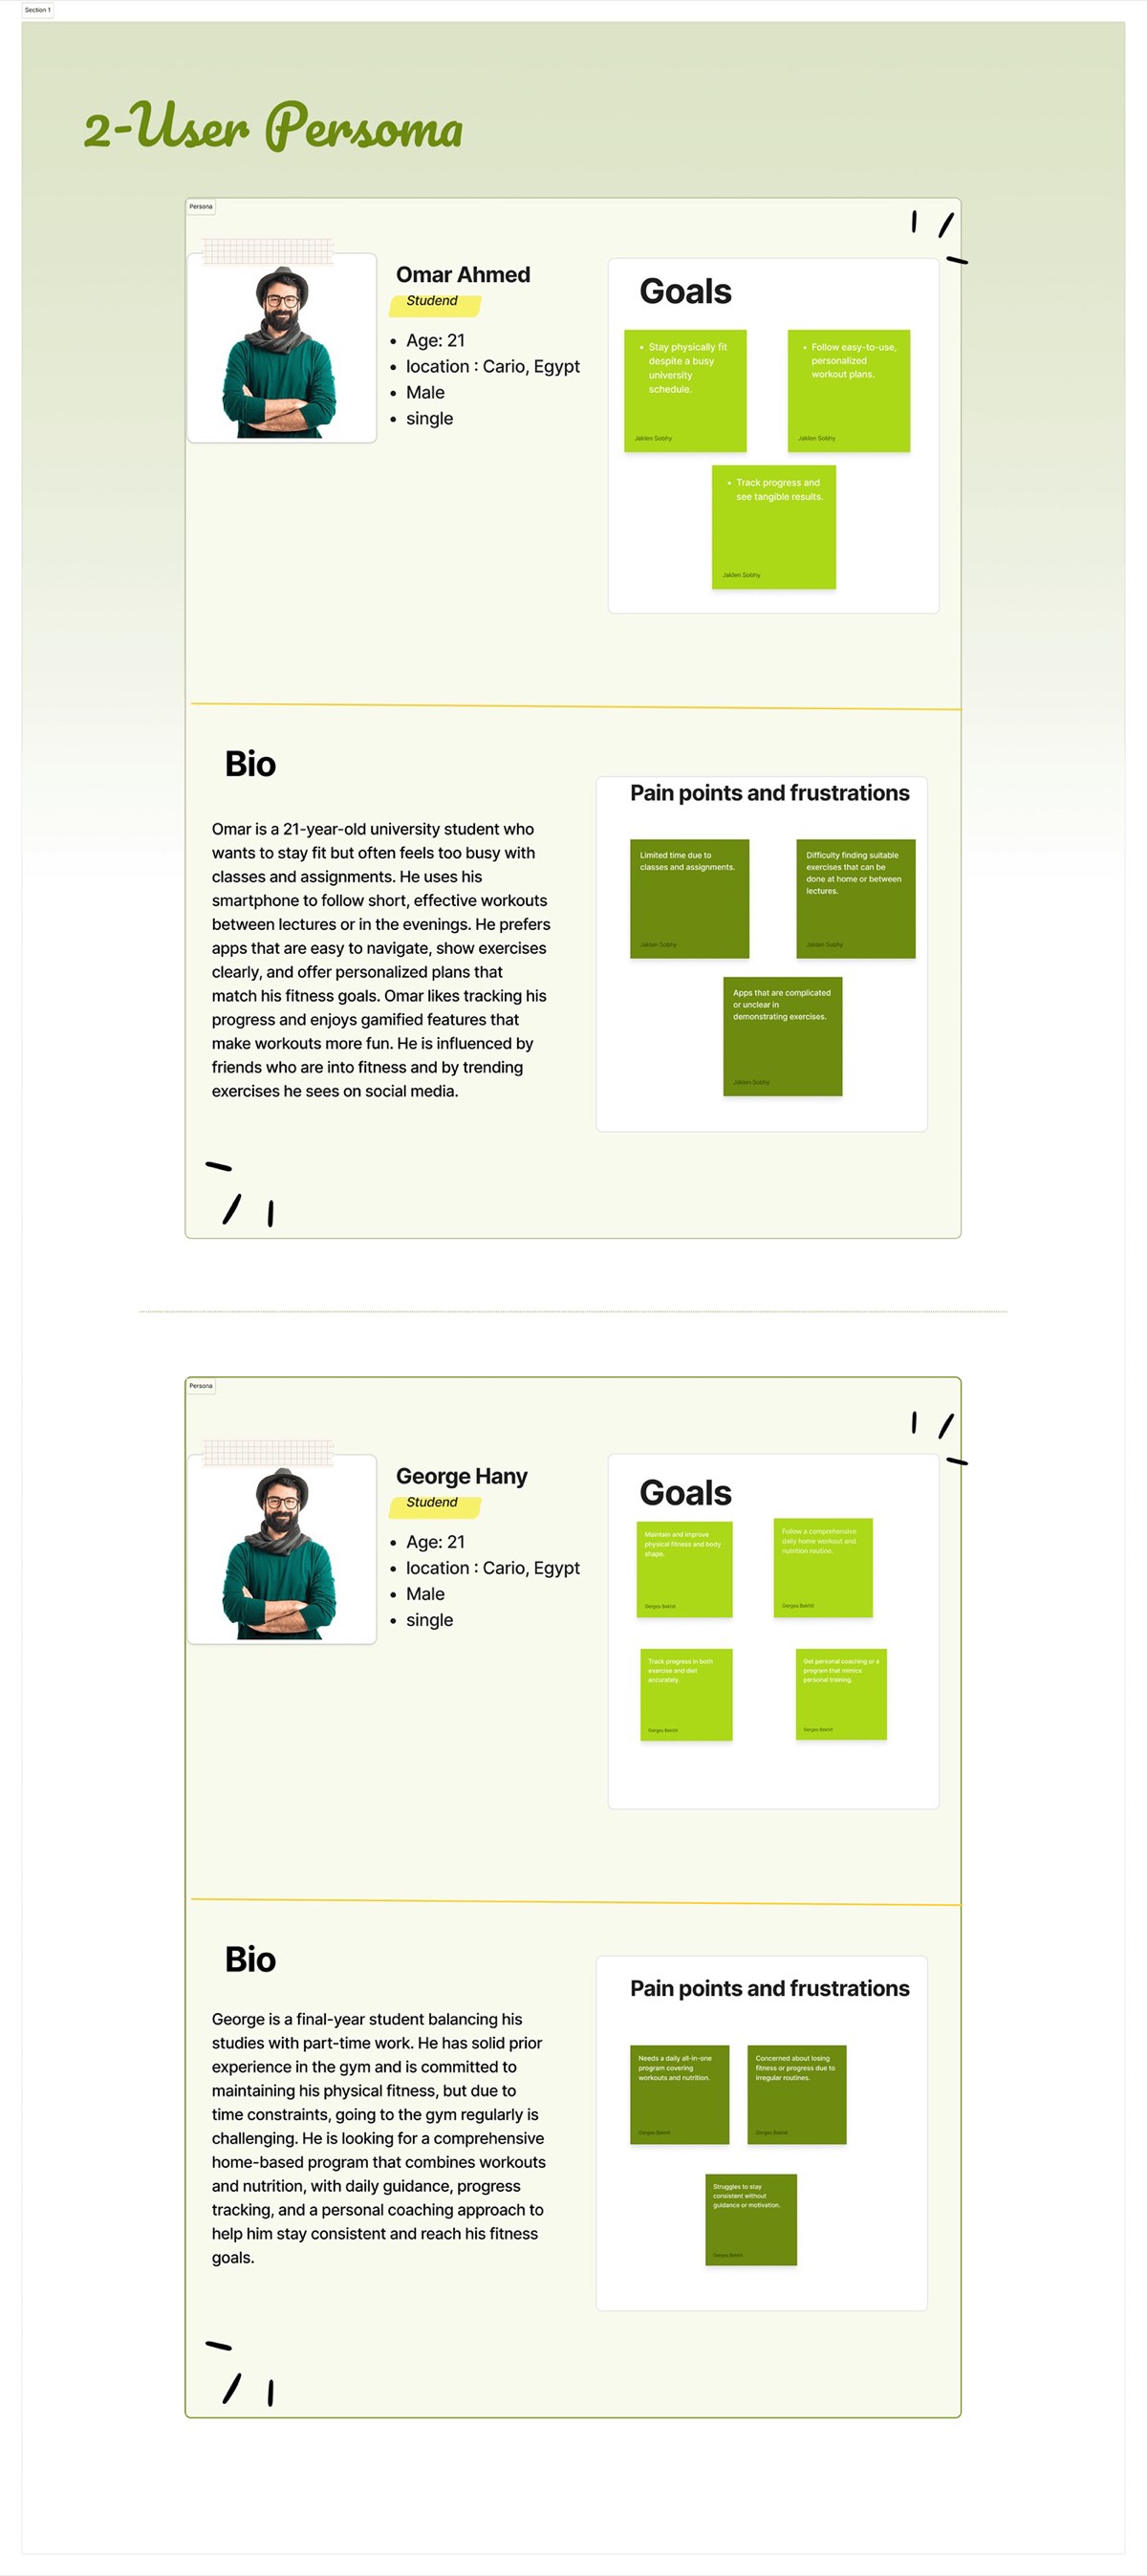 Section 1
2-User Persoma
Persona
Omar Ahmed
Studend
• Age: 21
• location : Cario, Egypt
• Male
• single
Goals
• Stay physically fit
despite a busy
university
schedule.
Jaklen Sobhy
• Follow easy-to-use,
personalized
workout plans.
Jaklen Sobhy
• Track progress and
see tangible results.
Jaklen Sobhy
Bio
Omar is a 21-year-old university student who
wants to stay fit but often feels too busy with
classes and assignments. He uses his
smartphone to follow short, effective workouts
between lectures or in the evenings. He prefers
apps that are easy to navigate, show exercises
clearly, and offer personalized plans that
match his fitness goals. Omar likes tracking his
progress and enjoys gamified features that
make workouts more fun. He is influenced by
friends who are into fitness and by trending
exercises he sees on social media.
Pain points and frustrations
Limited time due to
classes and assignments.
Jaklen Sobhy
Difficulty finding suitable
exercises that can be
done at home or between
lectures.
Jaklen Sobhy
Apps that are complicated
or unclear in
demonstrating exercises.
Jaklen Sobhy
Persona
George Hany
Studend
• Age: 21
• location : Cario, Egypt
• Male
• single
Goals
Maintain and improve
physical fitness and body
shape.
Gerges Bekhit
Follow a comprehensive
daily home workout and
nutrition routine.
Gerges Bekhit
Track progress in both
exercise and diet
accurately.
Gerges Bekhit
Get personal coaching or a
program that mimics
personal training.
Gerges Bekhit
Bio
George is a final-year student balancing his
studies with part-time work. He has solid prior
experience in the gym and is committed to
maintaining his physical fitness, but due to
time constraints, going to the gym regularly is
challenging. He is looking for a comprehensive
home-based program that combines workouts
and nutrition, with daily guidance, progress
tracking, and a personal coaching approach to
help him stay consistent and reach his fitness
goals.
Pain points and frustrations
Needs a daily all-in-one
program covering
workouts and nutrition.
Gerges Bekhit
Concerned about losing
fitness or progress due to
irregular routines.
Gerges Bekhit
Struggles to stay
consistent without
guidance or motivation.
Gerges Bekhit